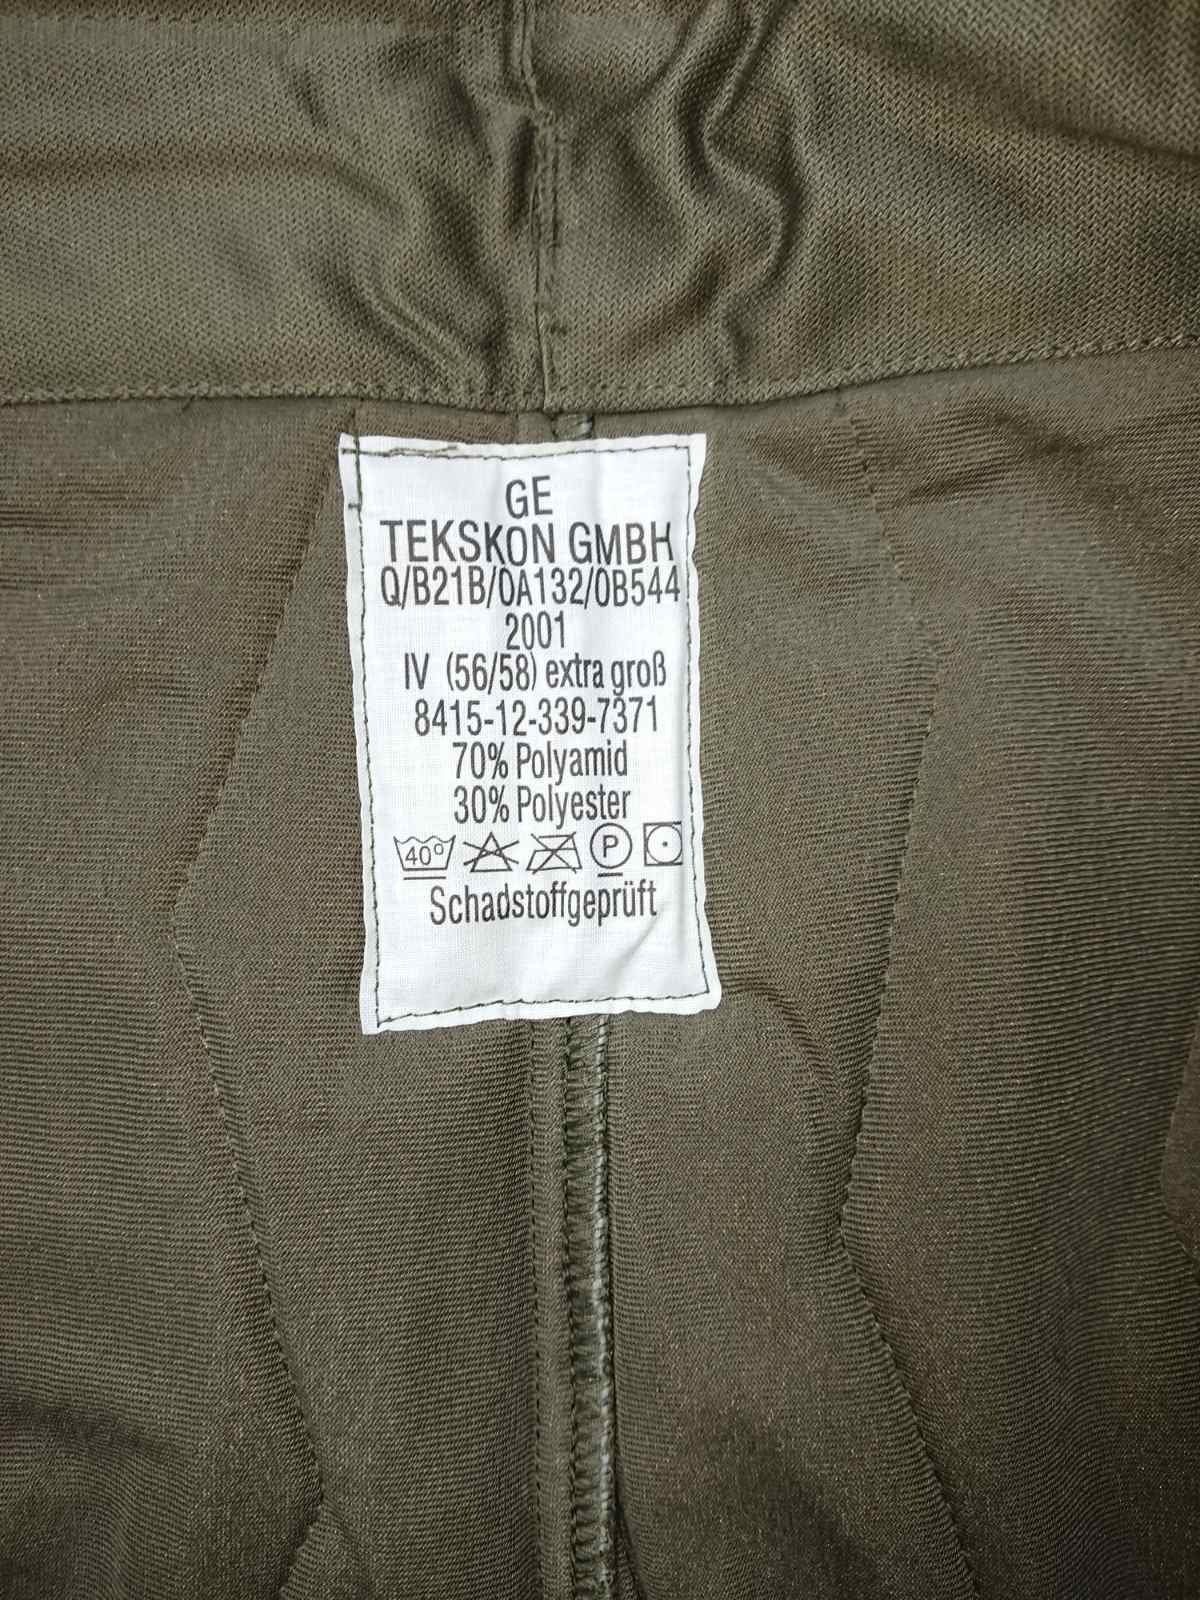 GE
TEKSKON GMBH
Q/B21B/0A132/0B544
2001
IV (56/58) extra groß
8415-12-339-7371
70% Polyamid
30% Polyester
40° P
Schadstoffgeprüft